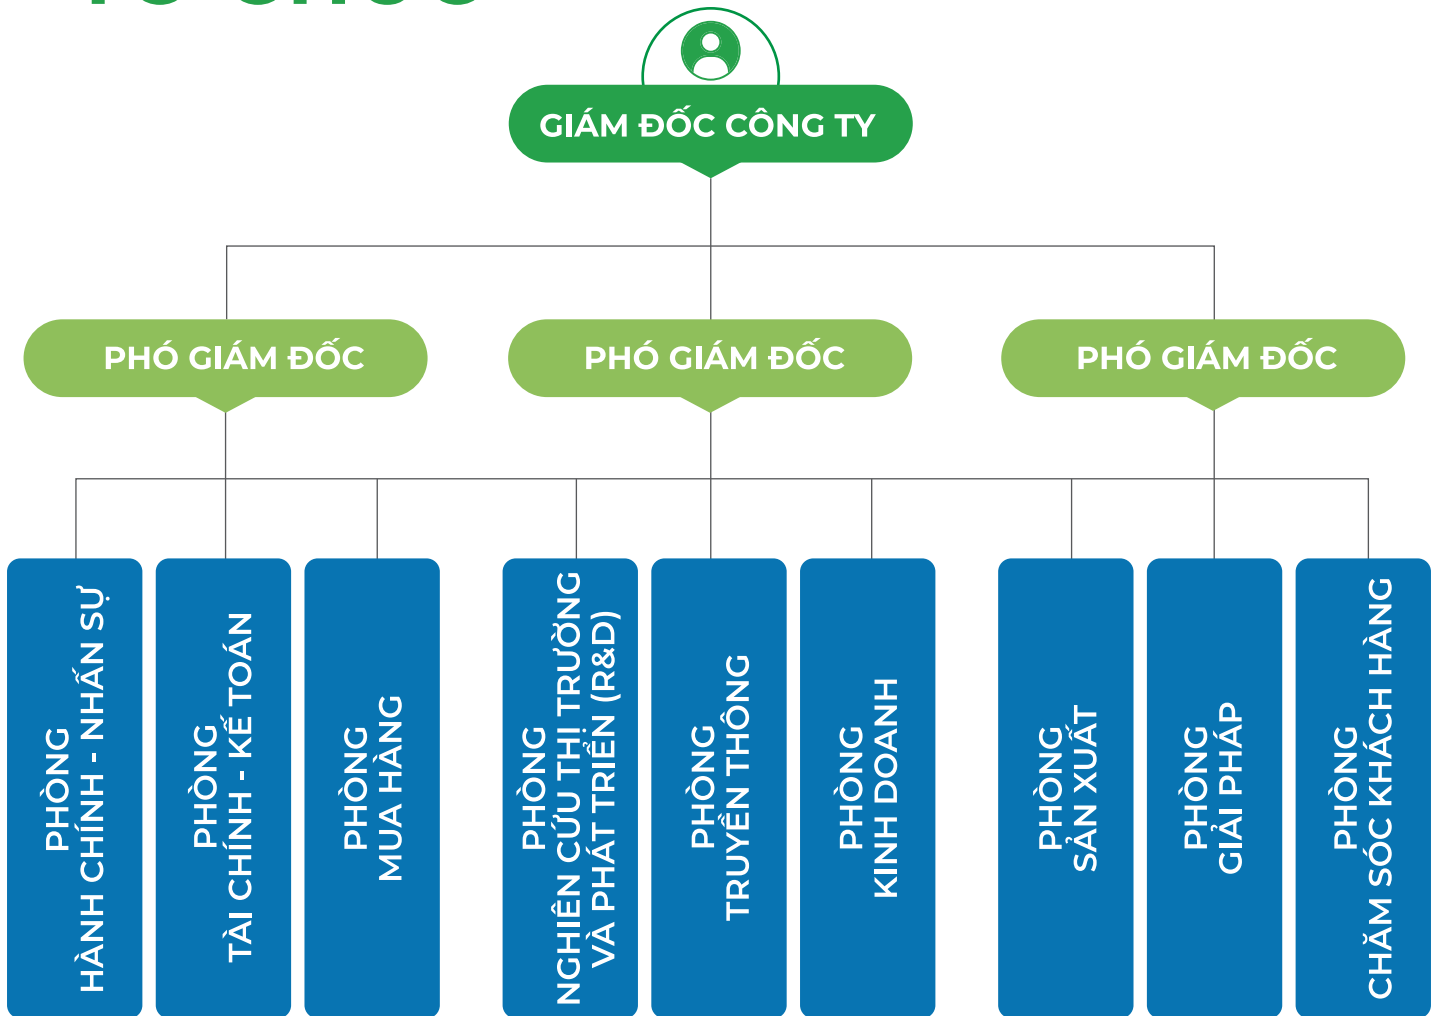 GIÁM ĐỐC CÔNG TY
PHÓ GIÁM ĐỐC
PHÓ GIÁM ĐỐC
PHÓ GIÁM ĐỐC
PHÒNG
HÀNH CHÍNH - NHẤN SỰ
PHÒNG
TÀI CHÍNH - KẾ TOÁN
PHÒNG
MUA HÀNG
PHÒNG
NGHIÊN CỨU THỊ TRƯỜNG
VÀ PHÁT TRIỂN (R&D)
PHÒNG
TRUYỀN THÔNG
PHÒNG
KINH DOANH
PHÒNG
SẢN XUẤT
PHÒNG
GIẢI PHÁP
PHÒNG
CHĂM SÓC KHÁCH HÀNG